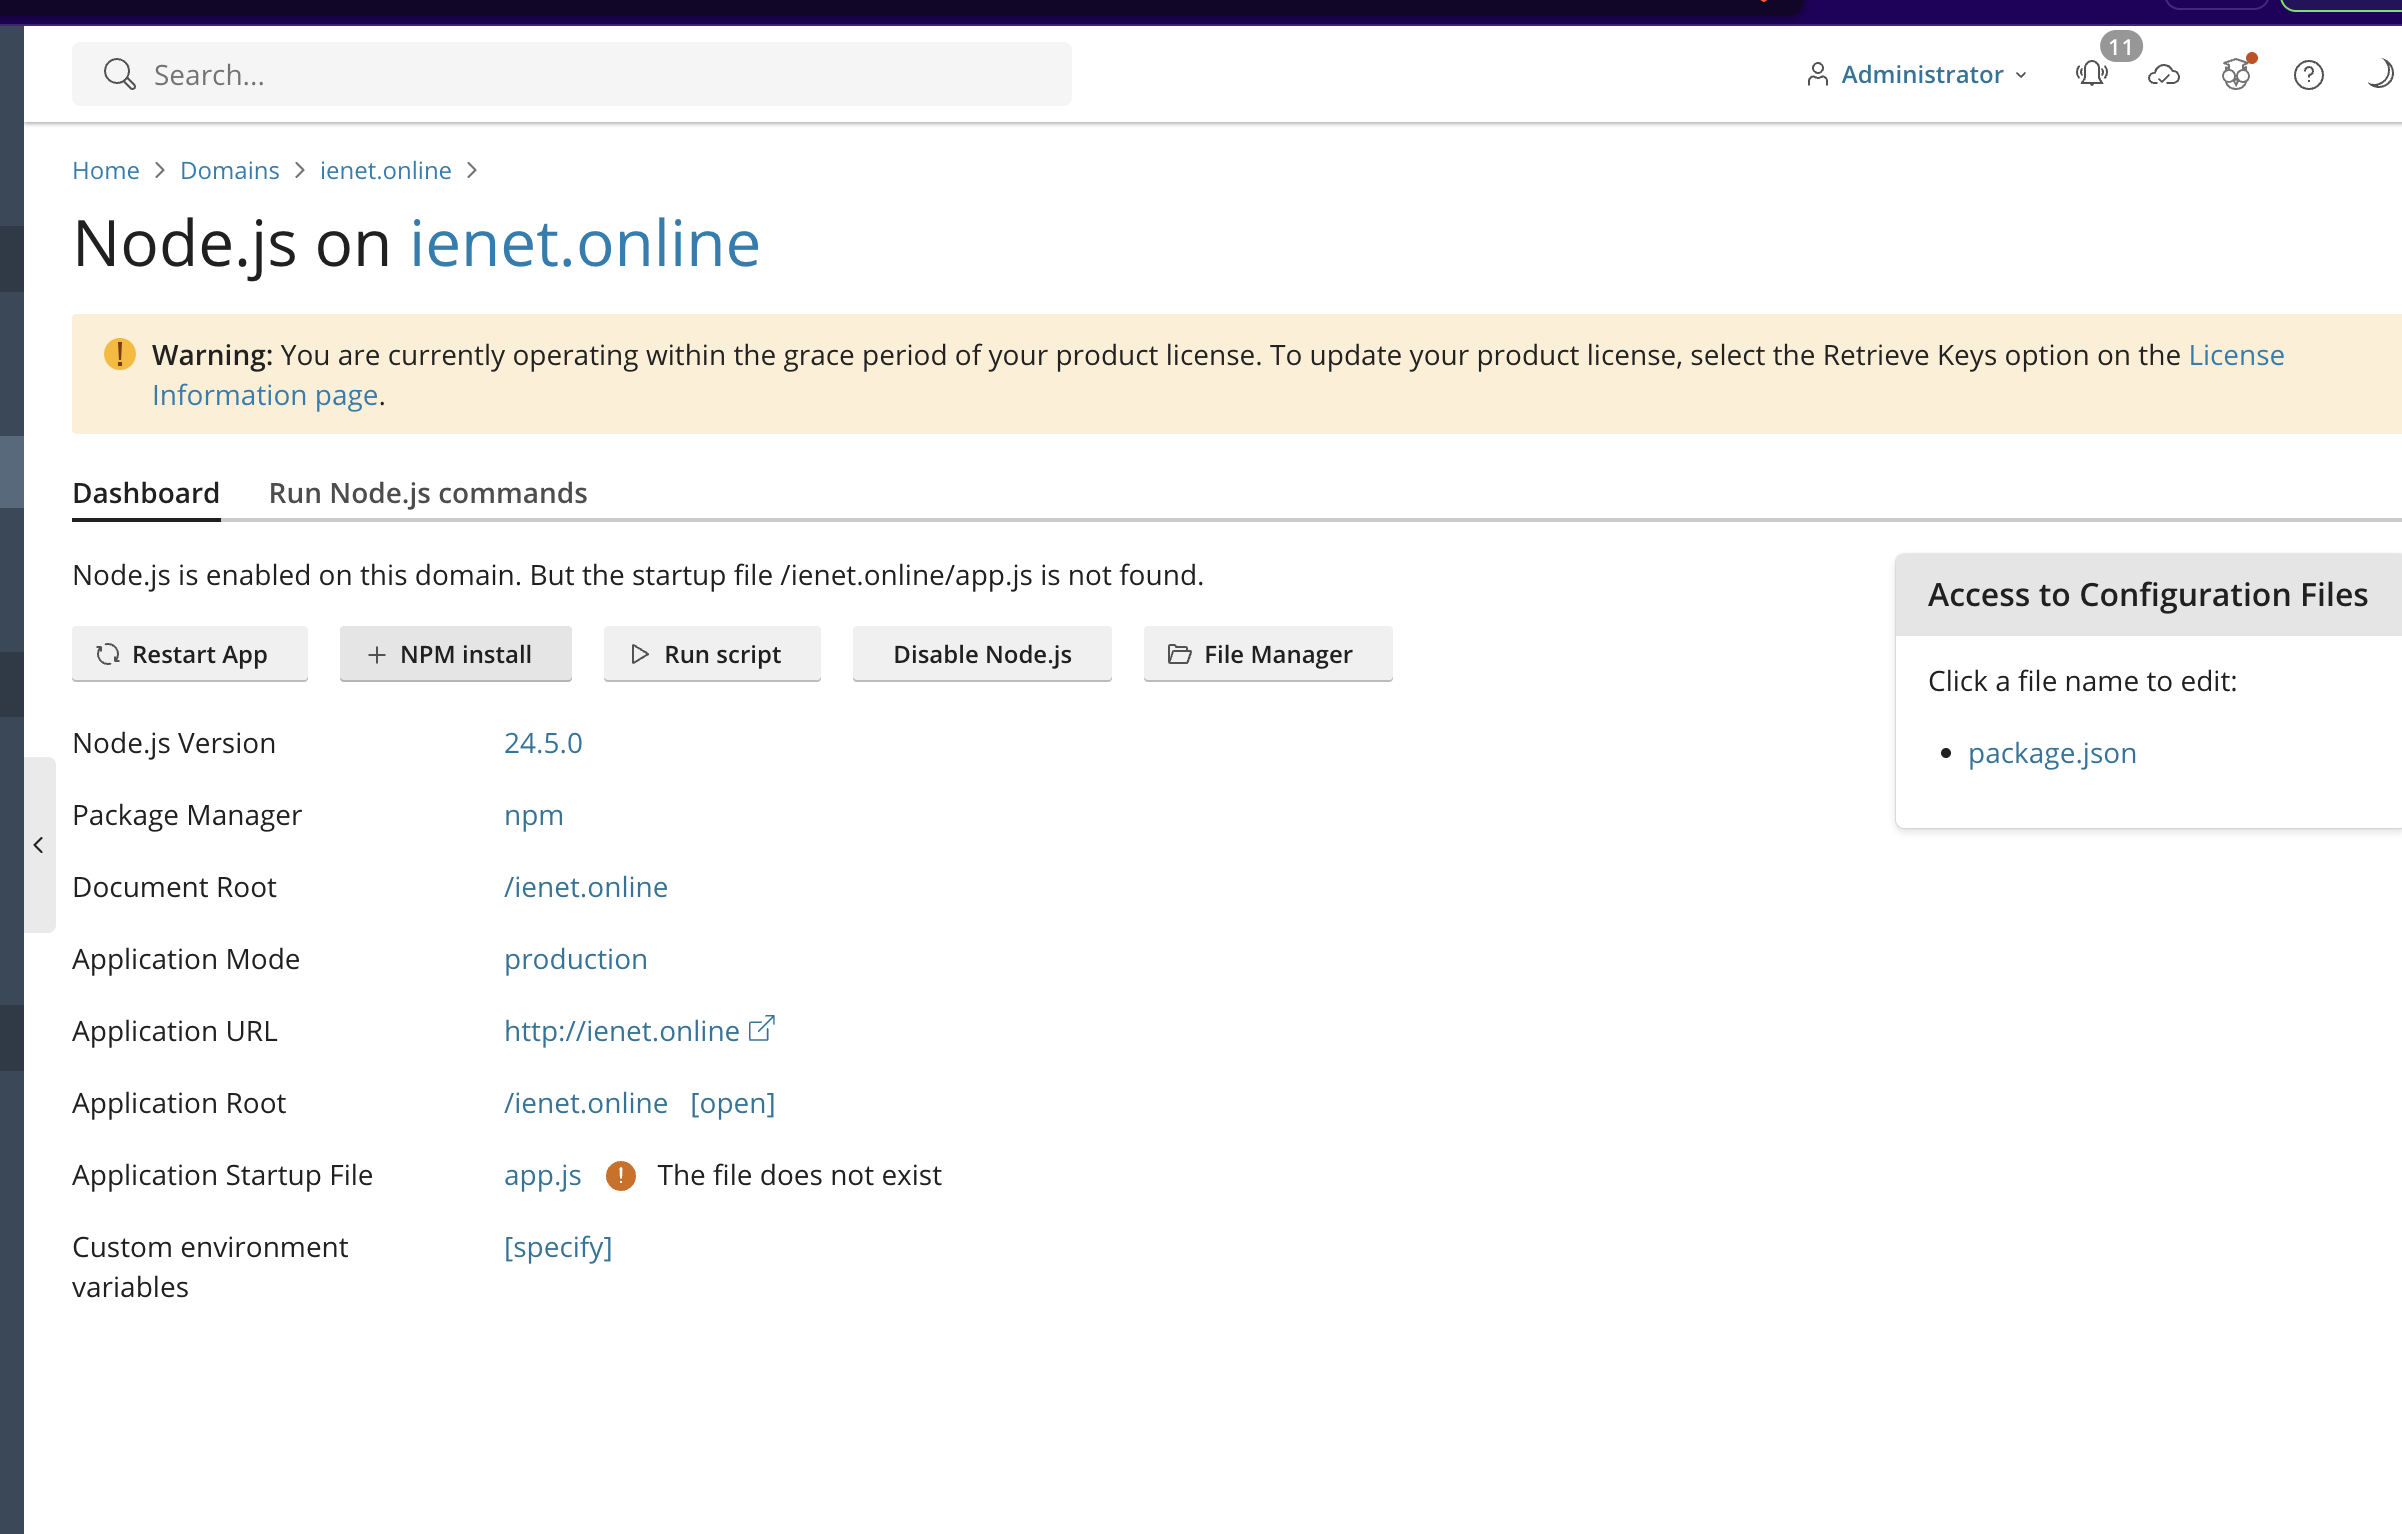 Search...
Administrator
11
Home > Domains > ienet.online >
Node.js on ienet.online
Warning: You are currently operating within the grace period of your product license. To update your product license, select the Retrieve Keys option on the License
Information page.
Dashboard
Run Node.js commands
Node.js is enabled on this domain. But the startup file /ienet.online/app.js is not found.
Restart App
+ NPM install
Run script
Disable Node.js
File Manager
Node.js Version 24.5.0
Package Manager npm
Document Root /ienet.online
Application Mode production
Application URL http://ienet.online
Application Root /ienet.online [open]
Application Startup File app.js ! The file does not exist
Custom environment [specify]
variables
Access to Configuration Files
Click a file name to edit:
• package.json